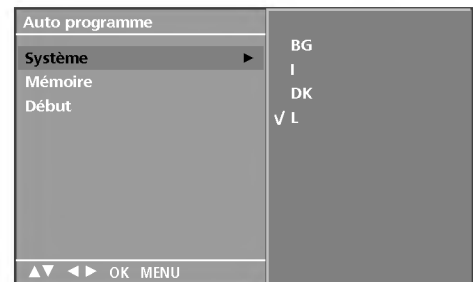 Auto programme
Système ►
Mémoire
Début
▲▼ ◄► OK MENU
BG
I
DK
√ L